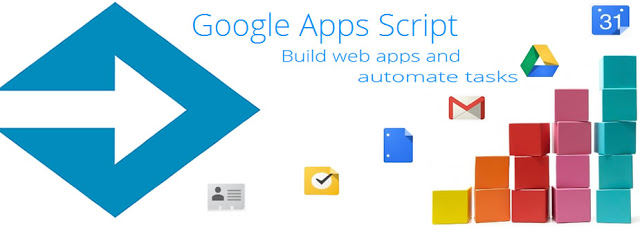 Google Apps Script
Build web apps and
automate tasks
31